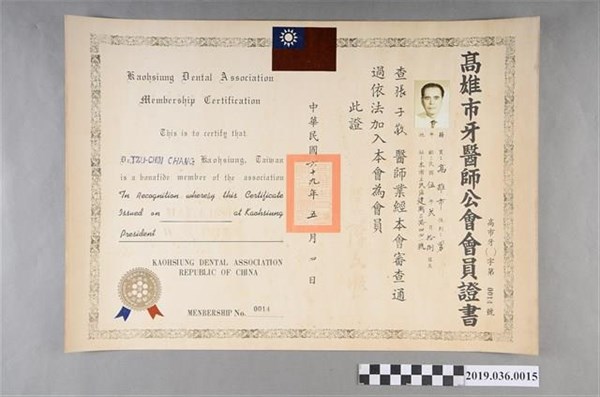 高雄市牙醫師公會會員證書
高市牙( )字第 0014 號
查張子敬 醫師業經本會審查通
過依法加入本會為會員
此證
中華民國六十九年 五 月 四 日
Kaohsiung Dental Association
Membership Certification
This is to certify that
Dr. TZU-CHIN CHANG Kaohsiung, Taiwan
is a bonafide member of the association
In Recognition whereby this Certificate
Issued on at Kaohsiung
President
KAOHSIUNG DENTAL ASSOCIATION
REPUBLIC OF CHINA
MENBERSHIP No. 0014
2019.036.0015